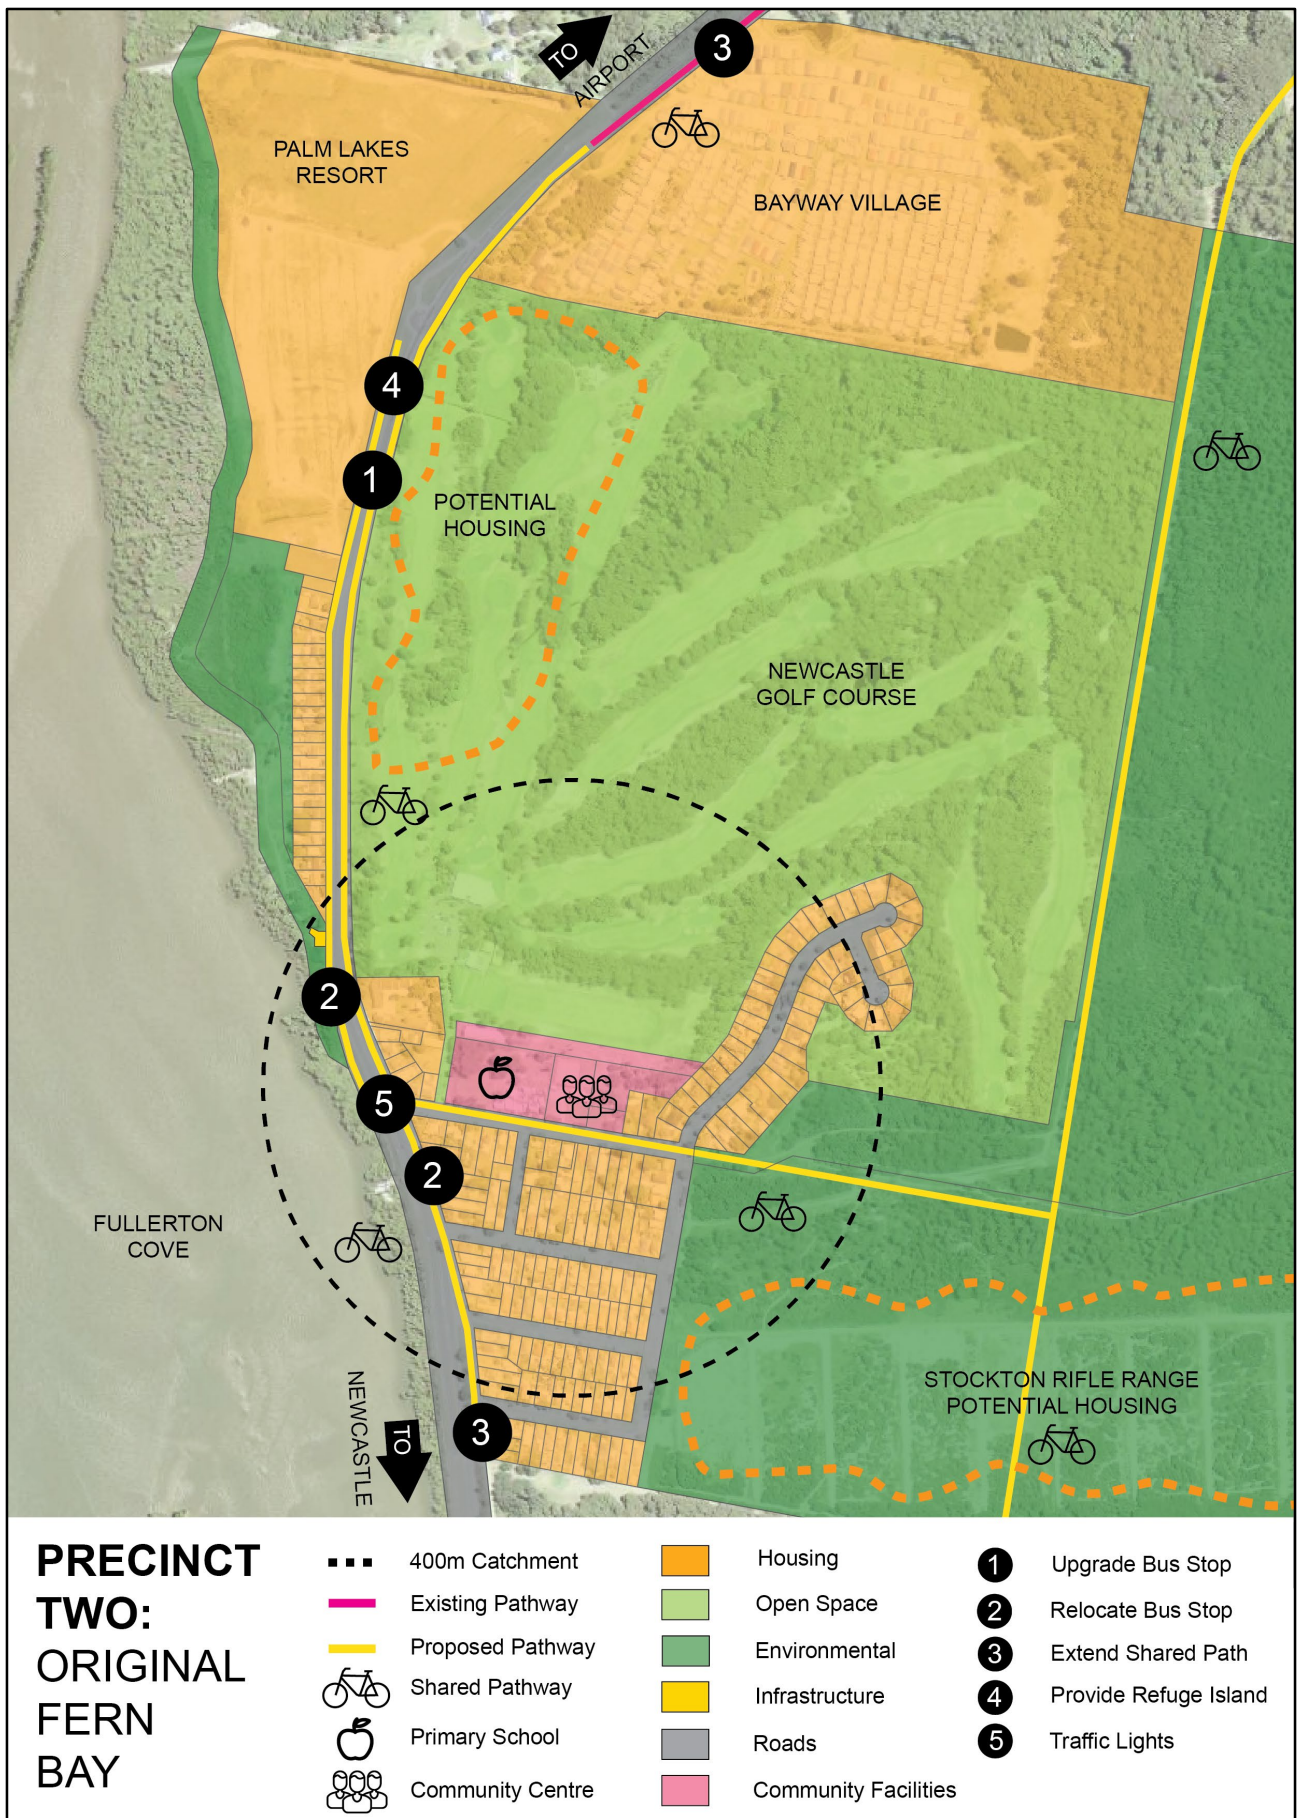 TO
AIRPORT
3
PALM LAKES
RESORT
BAYWAY VILLAGE
4
1
POTENTIAL
HOUSING
NEWCASTLE
GOLF COURSE
2
5
2
FULLERTON
COVE
STOCKTON RIFLE RANGE
POTENTIAL HOUSING
3
NEWCASTLE
TO
PRECINCT
TWO:
ORIGINAL
FERN
BAY
400m Catchment
Existing Pathway
Proposed Pathway
Shared Pathway
Primary School
Community Centre
Housing
Open Space
Environmental
Infrastructure
Roads
Community Facilities
1 Upgrade Bus Stop
2 Relocate Bus Stop
3 Extend Shared Path
4 Provide Refuge Island
5 Traffic Lights